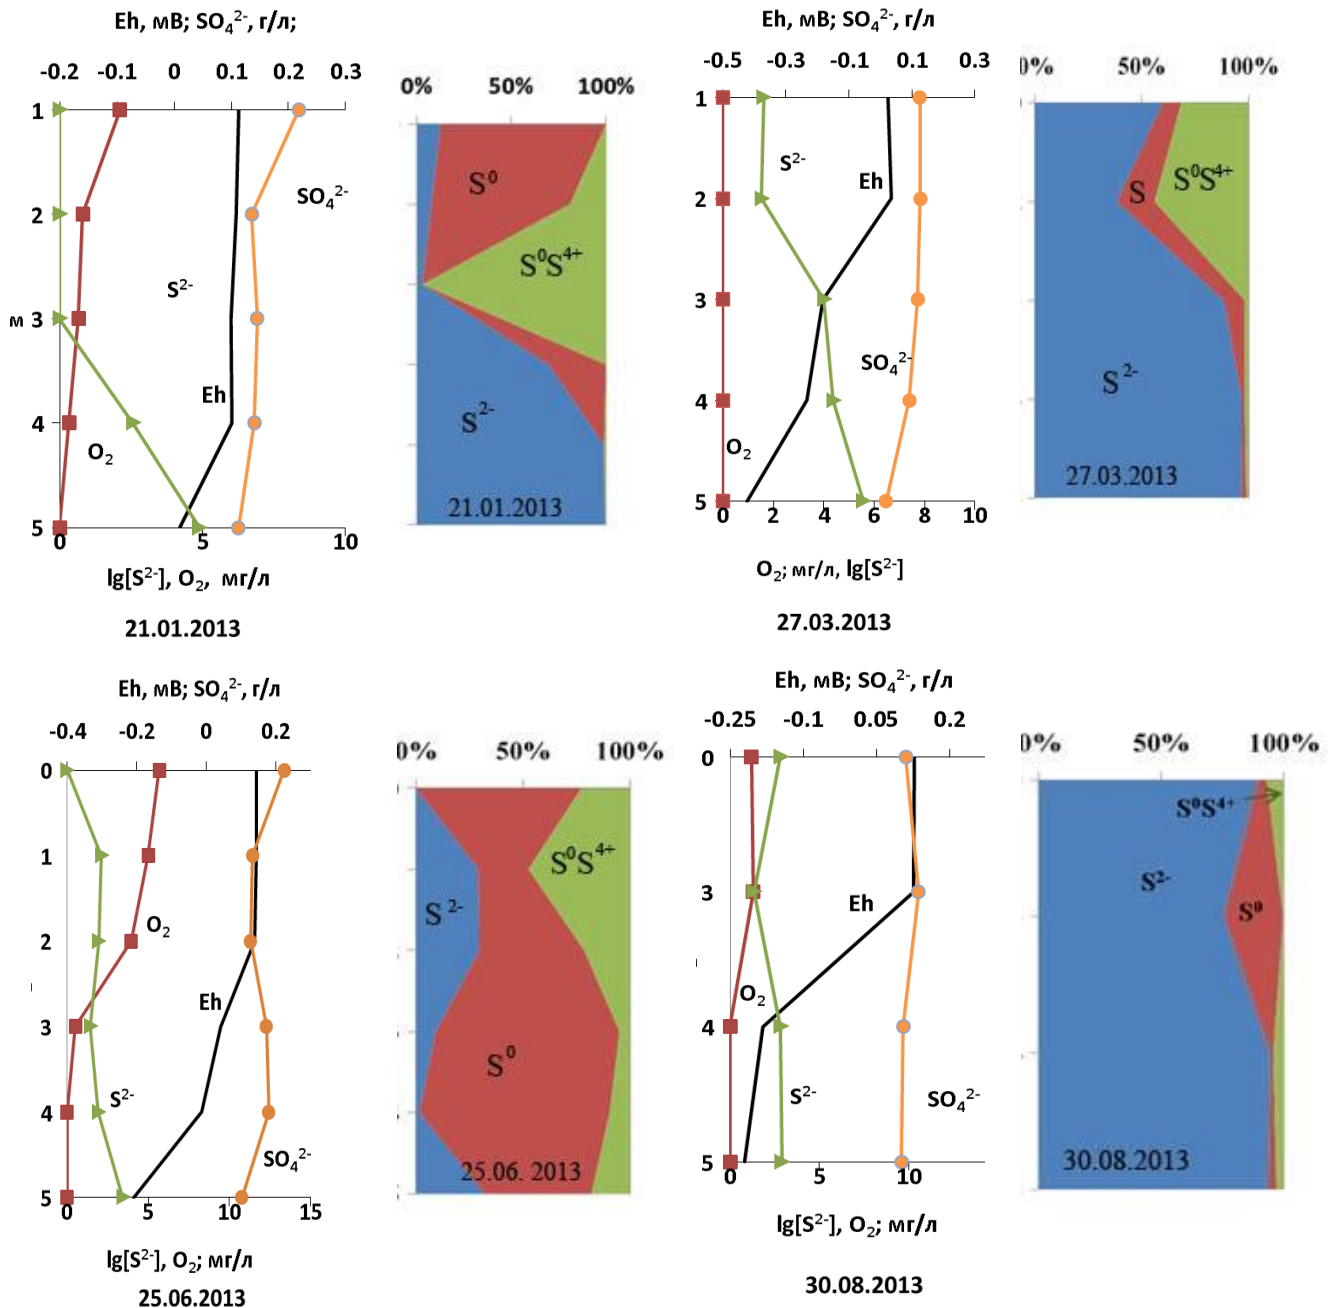 Eh, мВ; SO₄²⁻, г/л;
-0.2 -0.1 0 0.1 0.2 0.3
1
2
м 3
4
5
SO₄²⁻
S²⁻
Eh
O₂
0 5 10
lg[S²⁻], O₂, мг/л
21.01.2013
0% 50% 100%
S⁰
S⁰S⁴⁺
S²⁻
21.01.2013
Eh, мВ; SO₄²⁻, г/л
-0.5 -0.3 -0.1 0.1 0.3
1
2
3
4
5
S²⁻
Eh
SO₄²⁻
O₂
0 2 4 6 8 10
O₂; мг/л, lg[S²⁻]
27.03.2013
0% 50% 100%
S⁰S⁴⁺
S
S²⁻
27.03.2013
Eh, мВ; SO₄²⁻, г/л
-0.4 -0.2 0 0.2
0
1
2
3
4
5
O₂
Eh
S²⁻
SO₄²⁻
0 5 10 15
lg[S²⁻], O₂; мг/л
25.06.2013
0% 50% 100%
S⁰S⁴⁺
S²⁻
S⁰
25.06. 2013
Eh, мВ; SO₄²⁻, г/л
-0.25 -0.1 0.05 0.2
0
3
4
5
Eh
O₂
S²⁻
SO₄²⁻
0 5 10
lg[S²⁻], O₂; мг/л
30.08.2013
0% 50% 100%
S⁰S⁴⁺
S²⁻
S⁰
30.08.2013